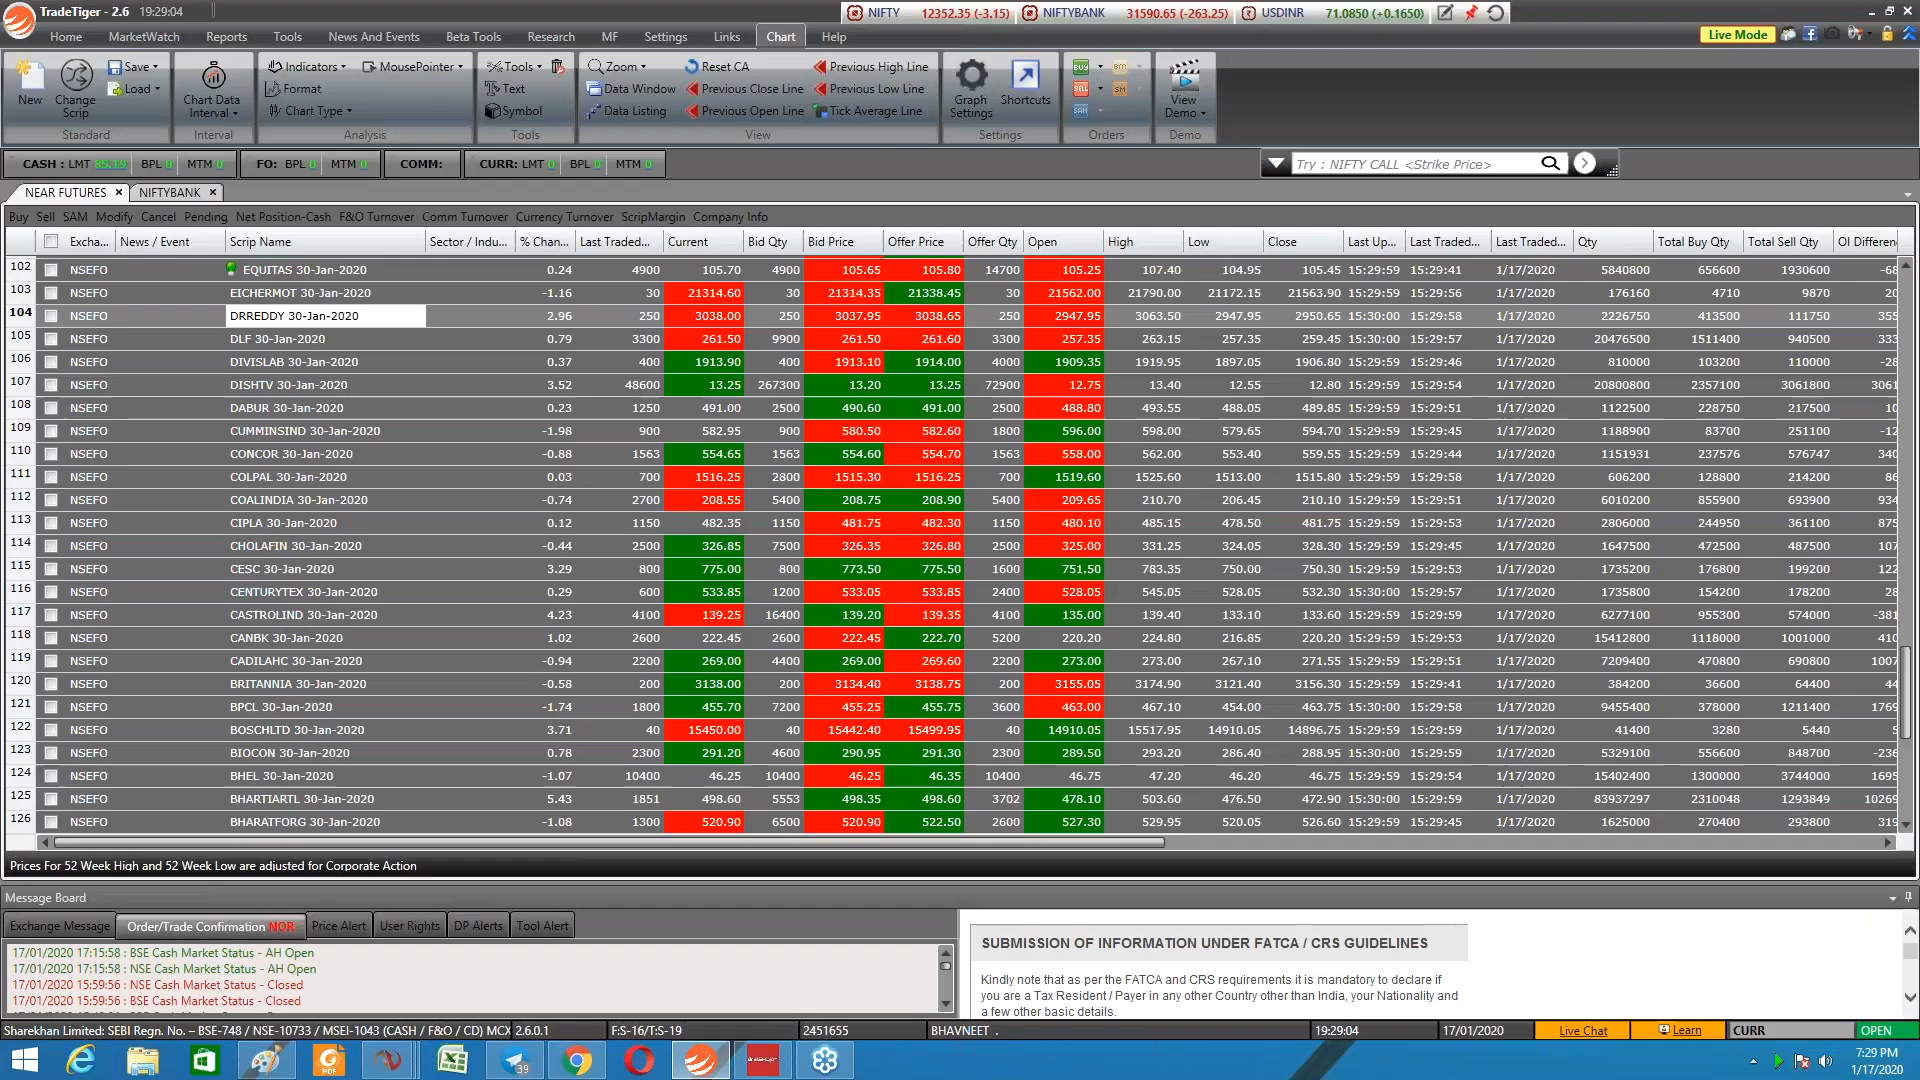 TradeTiger - 2.6 19:29:04
NIFTY 12352.35 (-3.15) NIFTYBANK 31590.65 (-263.25) USDINR 71.0850 (+0.1650)
Home MarketWatch Reports Tools News And Events Beta Tools Research MF Settings Links Chart Help Live Mode
New Change Scrip Save Load Standard
Chart Data Interval Interval
Indicators MousePointer Format Chart Type Analysis
Tools Text Symbol Tools
Zoom Reset CA Previous High Line
Data Window Previous Close Line Previous Low Line
Data Listing Previous Open Line Tick Average Line
View
Graph Settings Shortcuts Settings
BUY BM SELL SM SAM Orders
View Demo Demo
CASH : LMT 85.19 BPL 0 MTM 0 FO: BPL 0 MTM 0 COMM: CURR: LMT 0 BPL 0 MTM 0 Try : NIFTY CALL <Strike Price>
NEAR FUTURES NIFTYBANK
Buy Sell SAM Modify Cancel Pending Net Position-Cash F&O Turnover Comm Turnover Currency Turnover ScripMargin Company Info
Excha... News / Event Scrip Name Sector / Indu... % Chan... Last Traded... Current Bid Qty Bid Price Offer Price Offer Qty Open High Low Close Last Up... Last Traded... Last Traded... Qty Total Buy Qty Total Sell Qty OI Differen
102 NSEFO EQUITAS 30-Jan-2020 0.24 4900 105.70 4900 105.65 105.80 14700 105.25 107.40 104.95 105.45 15:29:59 15:29:41 1/17/2020 5840800 656600 1930600 -68
103 NSEFO EICHERMOT 30-Jan-2020 -1.16 30 21314.60 30 21314.35 21338.45 30 21562.00 21790.00 21172.15 21563.90 15:29:59 15:29:56 1/17/2020 176160 4710 9870 20
104 NSEFO DRREDDY 30-Jan-2020 2.96 250 3038.00 250 3037.95 3038.65 250 2947.95 3063.50 2947.95 2950.65 15:30:00 15:29:58 1/17/2020 2226750 413500 111750 355
105 NSEFO DLF 30-Jan-2020 0.79 3300 261.50 9900 261.50 261.60 3300 257.35 263.15 257.35 259.45 15:30:00 15:29:57 1/17/2020 20476500 1511400 940500 333
106 NSEFO DIVISLAB 30-Jan-2020 0.37 400 1913.90 400 1913.10 1914.00 4000 1909.35 1919.95 1897.05 1906.80 15:29:59 15:29:46 1/17/2020 810000 103200 110000 -28
107 NSEFO DISHTV 30-Jan-2020 3.52 48600 13.25 267300 13.20 13.25 72900 12.75 13.40 12.55 12.80 15:29:59 15:29:54 1/17/2020 20800800 2357100 3061800 3061
108 NSEFO DABUR 30-Jan-2020 0.23 1250 491.00 2500 490.60 491.00 2500 488.80 493.55 488.05 489.85 15:29:59 15:29:51 1/17/2020 1122500 228750 217500 10
109 NSEFO CUMMINSIND 30-Jan-2020 -1.98 900 582.95 900 580.50 582.60 1800 596.00 598.00 579.65 594.70 15:29:59 15:29:45 1/17/2020 1188900 83700 251100 -12
110 NSEFO CONCOR 30-Jan-2020 -0.88 1563 554.65 1563 554.60 554.70 1563 558.00 562.00 553.40 559.55 15:29:59 15:29:44 1/17/2020 1151931 237576 576747 340
111 NSEFO COLPAL 30-Jan-2020 0.03 700 1516.25 2800 1515.30 1516.25 700 1519.60 1525.60 1513.00 1515.80 15:29:59 15:29:58 1/17/2020 606200 128800 214200 86
112 NSEFO COALINDIA 30-Jan-2020 -0.74 2700 208.55 5400 208.75 208.90 5400 209.65 210.70 206.45 210.10 15:29:59 15:29:51 1/17/2020 6010200 855900 693900 934
113 NSEFO CIPLA 30-Jan-2020 0.12 1150 482.35 1150 481.75 482.30 1150 480.10 485.15 478.50 481.75 15:29:59 15:29:53 1/17/2020 2806000 244950 361100 875
114 NSEFO CHOLAFIN 30-Jan-2020 -0.44 2500 326.85 7500 326.35 326.80 2500 325.00 331.25 324.05 328.30 15:29:59 15:29:45 1/17/2020 1647500 472500 487500 107
115 NSEFO CESC 30-Jan-2020 3.29 800 775.00 800 773.50 775.50 1600 751.50 783.35 750.00 750.30 15:29:59 15:29:53 1/17/2020 1735200 176800 199200 122
116 NSEFO CENTURYTEX 30-Jan-2020 0.29 600 533.85 1200 533.05 533.85 2400 528.05 545.05 528.05 532.30 15:30:00 15:29:57 1/17/2020 1735800 154200 178200 28
117 NSEFO CASTROLIND 30-Jan-2020 4.23 4100 139.25 16400 139.20 139.35 4100 135.00 139.40 133.10 133.60 15:29:59 15:29:59 1/17/2020 6277100 955300 574000 -381
118 NSEFO CANBK 30-Jan-2020 1.02 2600 222.45 2600 222.45 222.70 5200 220.20 224.80 216.85 220.20 15:29:59 15:29:53 1/17/2020 15412800 1118000 1001000 410
119 NSEFO CADILAHC 30-Jan-2020 -0.94 2200 269.00 4400 269.00 269.60 2200 273.00 273.00 267.10 271.55 15:29:59 15:29:51 1/17/2020 7209400 470800 690800 1007
120 NSEFO BRITANNIA 30-Jan-2020 -0.58 200 3138.00 200 3134.40 3138.75 200 3155.05 3174.90 3121.40 3156.30 15:29:59 15:29:41 1/17/2020 384200 36600 64400 44
121 NSEFO BPCL 30-Jan-2020 -1.74 1800 455.70 7200 455.25 455.75 3600 463.00 467.10 454.00 463.75 15:30:00 15:29:58 1/17/2020 9455400 378000 1211400 1769
122 NSEFO BOSCHLTD 30-Jan-2020 3.71 40 15450.00 40 15442.40 15499.95 40 14910.05 15517.95 14910.05 14896.75 15:29:59 15:29:59 1/17/2020 41400 3280 5440 5
123 NSEFO BIOCON 30-Jan-2020 0.78 2300 291.20 4600 290.95 291.30 2300 289.50 293.20 286.40 288.95 15:30:00 15:29:59 1/17/2020 5329100 556600 848700 -236
124 NSEFO BHEL 30-Jan-2020 -1.07 10400 46.25 10400 46.25 46.35 10400 46.75 47.20 46.20 46.75 15:29:59 15:29:54 1/17/2020 15402400 1300000 3744000 1695
125 NSEFO BHARTIARTL 30-Jan-2020 5.43 1851 498.60 5553 498.35 498.60 3702 478.10 503.60 476.50 472.90 15:30:00 15:29:59 1/17/2020 83937297 2310048 1293849 10269
126 NSEFO BHARATFORG 30-Jan-2020 -1.08 1300 520.90 6500 520.90 522.50 2600 527.30 529.95 520.05 526.60 15:29:59 15:29:45 1/17/2020 1625000 270400 293800 319
Prices For 52 Week High and 52 Week Low are adjusted for Corporate Action
Message Board
Exchange Message Order/Trade Confirmation NOR Price Alert User Rights DP Alerts Tool Alert
17/01/2020 17:15:58 : BSE Cash Market Status - AH Open
17/01/2020 17:15:58 : NSE Cash Market Status - AH Open
17/01/2020 15:59:56 : NSE Cash Market Status - Closed
17/01/2020 15:59:56 : BSE Cash Market Status - Closed
SUBMISSION OF INFORMATION UNDER FATCA / CRS GUIDELINES
Kindly note that as per the FATCA and CRS requirements it is mandatory to declare if
you are a Tax Resident / Payer in any other Country other than India, your Nationality and
a few other basic details.
Sharekhan Limited: SEBI Regn. No. – BSE-748 / NSE-10733 / MSEI-1043 (CASH / F&O / CD) MCX 2.6.0.1 F:S-16/T:S-19 2451655 BHAVNEET . 19:29:04 17/01/2020 Live Chat Learn CURR OPEN
PDF 39 7:29 PM
1/17/2020